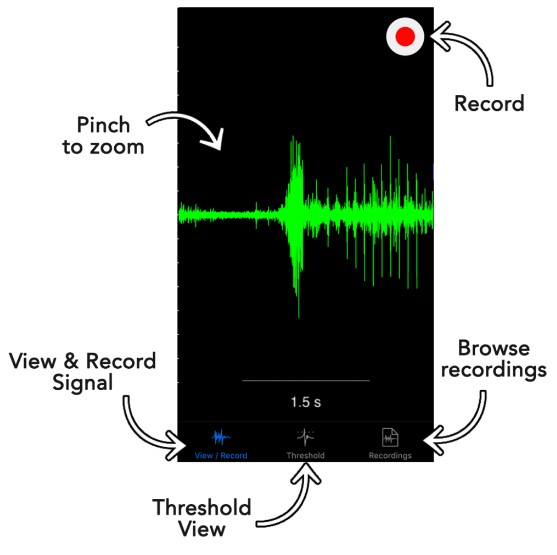 Record
Pinch
to zoom
View & Record
Signal
Browse
recordings
1.5 s
View / Record
Threshold
Recordings
Threshold
View